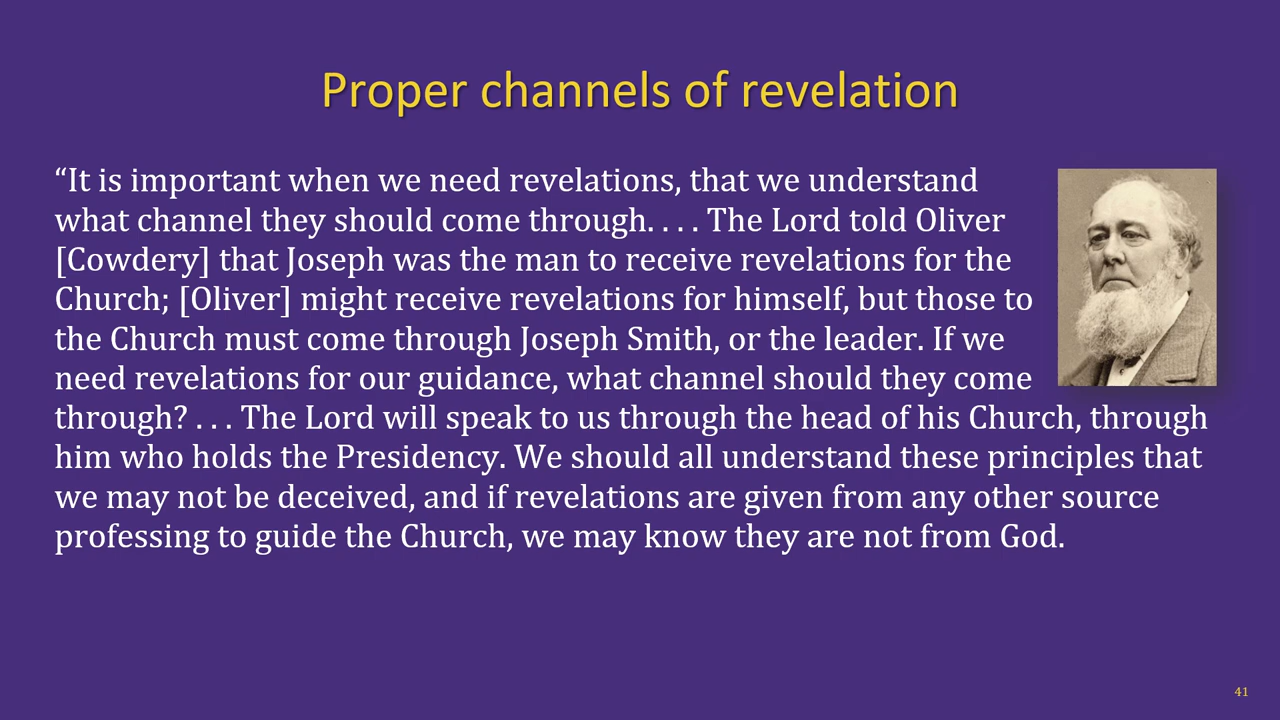 Proper channels of revelation
“It is important when we need revelations, that we understand
what channel they should come through. . . . The Lord told Oliver
[Cowdery] that Joseph was the man to receive revelations for the
Church; [Oliver] might receive revelations for himself, but those to
the Church must come through Joseph Smith, or the leader. If we
need revelations for our guidance, what channel should they come
through? . . . The Lord will speak to us through the head of his Church, through
him who holds the Presidency. We should all understand these principles that
we may not be deceived, and if revelations are given from any other source
professing to guide the Church, we may know they are not from God.
41